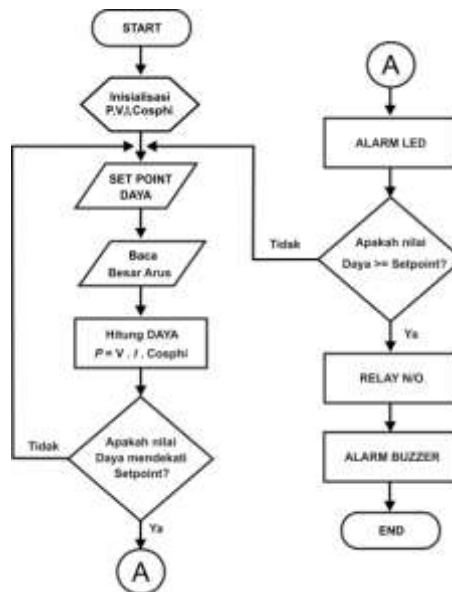 START
Inisialisasi
P.V.I.Cosphi
SET POINT
DAYA
Baca
Besar Arus
Hitung DAYA
P = V . I . Cosphi
Tidak
Apakah nilai
Daya mendekati
Setpoint?
Ya
A
A
ALARM LED
Tidak
Apakah nilai
Daya >= Setpoint?
Ya
RELAY N/O
ALARM BUZZER
END